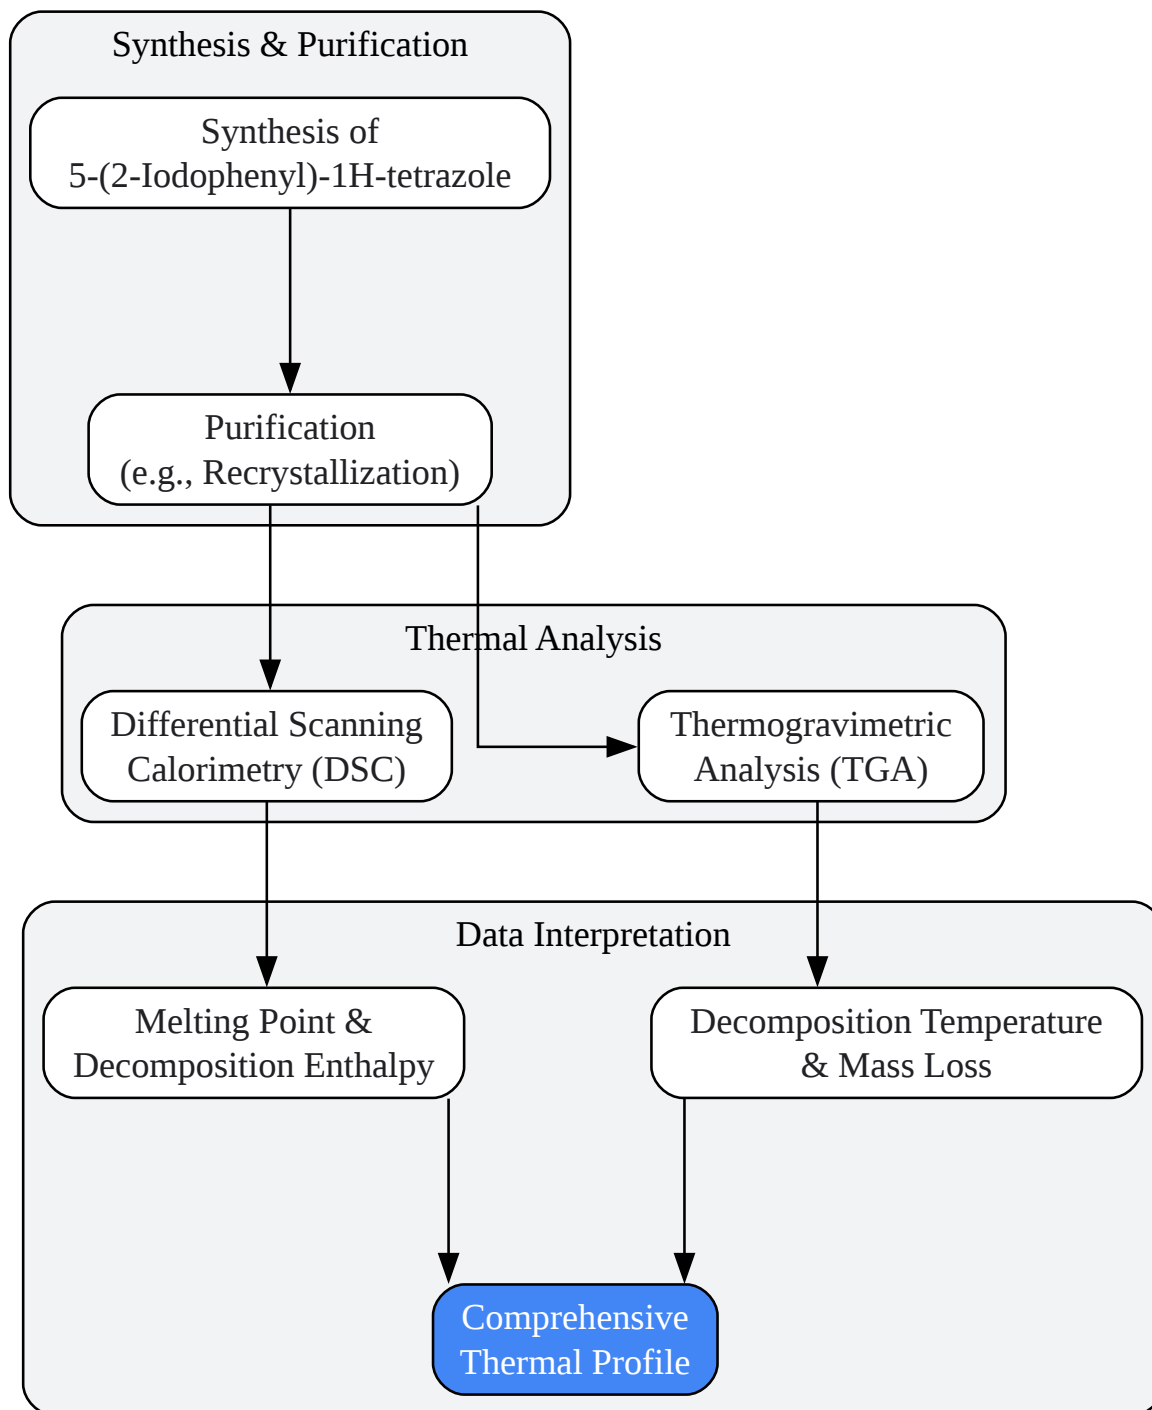 Synthesis & Purification
Synthesis of
5-(2-Iodophenyl)-1H-tetrazole
Purification
(e.g., Recrystallization)
Thermal Analysis
Differential Scanning
Calorimetry (DSC)
Thermogravimetric
Analysis (TGA)
Data Interpretation
Melting Point &
Decomposition Enthalpy
Decomposition Temperature
& Mass Loss
Comprehensive
Thermal Profile